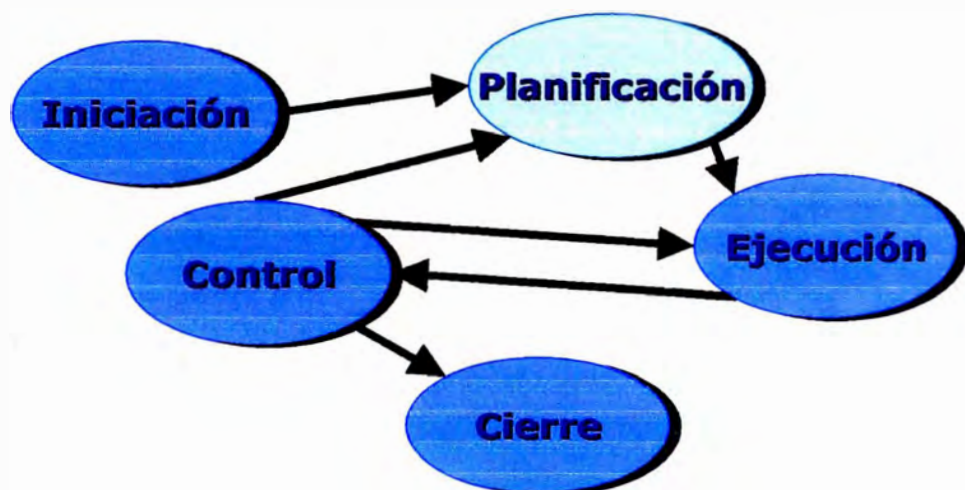 Iniciación
Planificación
Control
Ejecución
Cierre